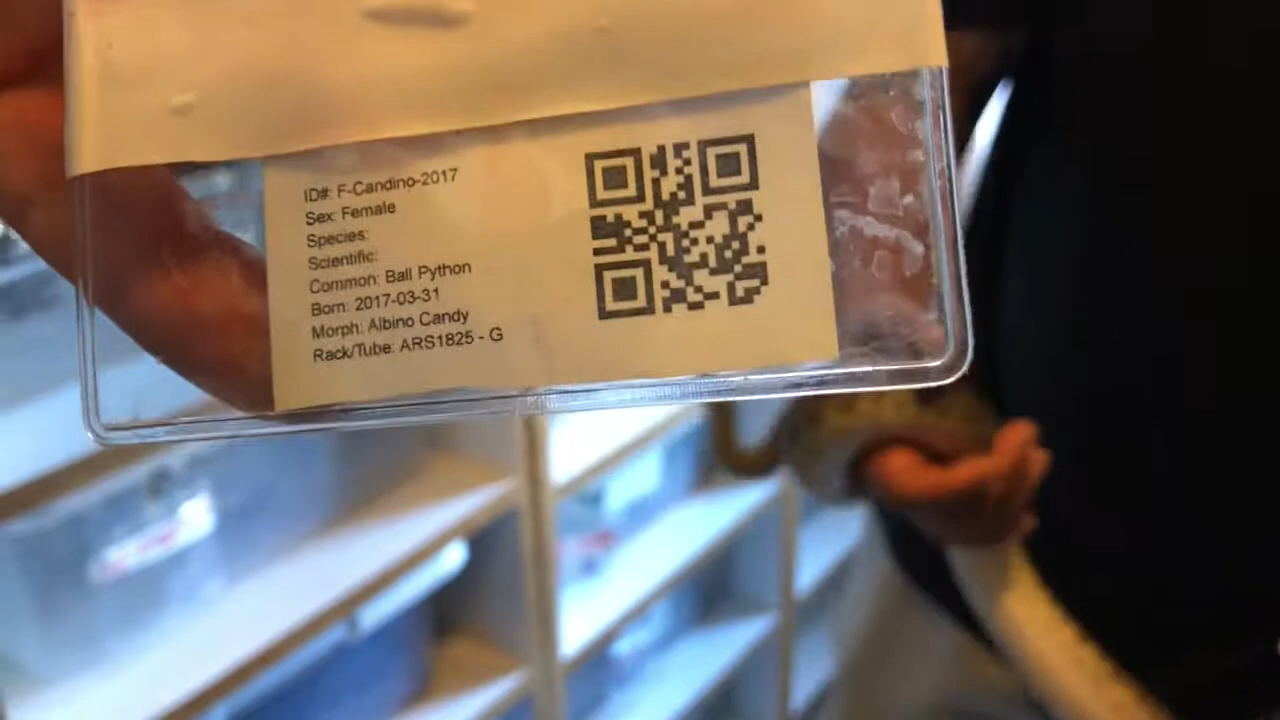 ID#: F-Candino-2017
Sex: Female
Species:
Scientific:
Common: Ball Python
Born: 2017-03-31
Morph: Albino Candy
Rack/Tube: ARS1825 - G